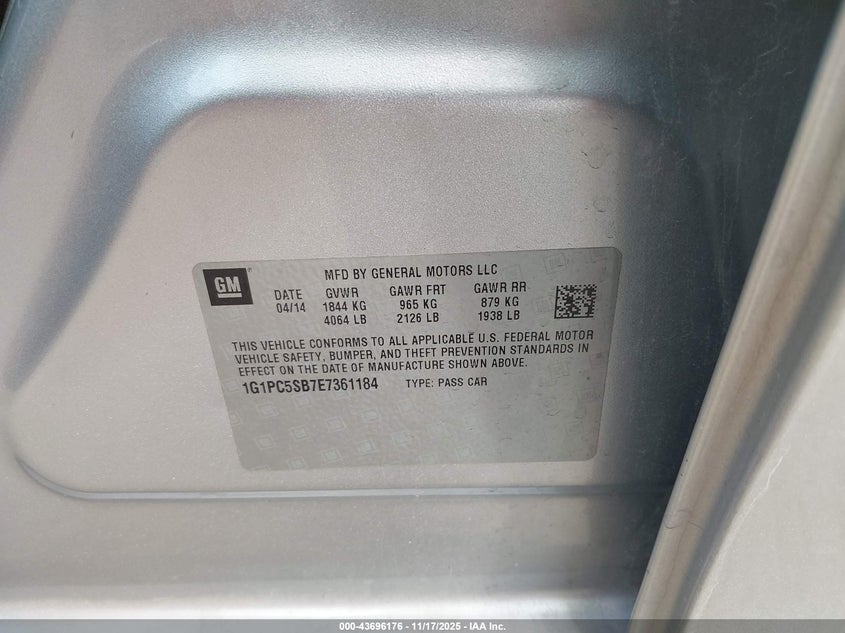 GM
MFD BY GENERAL MOTORS LLC
DATE GVWR GAWR FRT GAWR RR
04/14 1844 KG 965 KG 879 KG
4064 LB 2126 LB 1938 LB
THIS VEHICLE CONFORMS TO ALL APPLICABLE U.S. FEDERAL MOTOR
VEHICLE SAFETY, BUMPER, AND THEFT PREVENTION STANDARDS IN
EFFECT ON THE DATE OF MANUFACTURE SHOWN ABOVE.
1G1PC5SB7E7361184 TYPE: PASS CAR
000-43696176 - 11/17/2025 - IAA Inc.